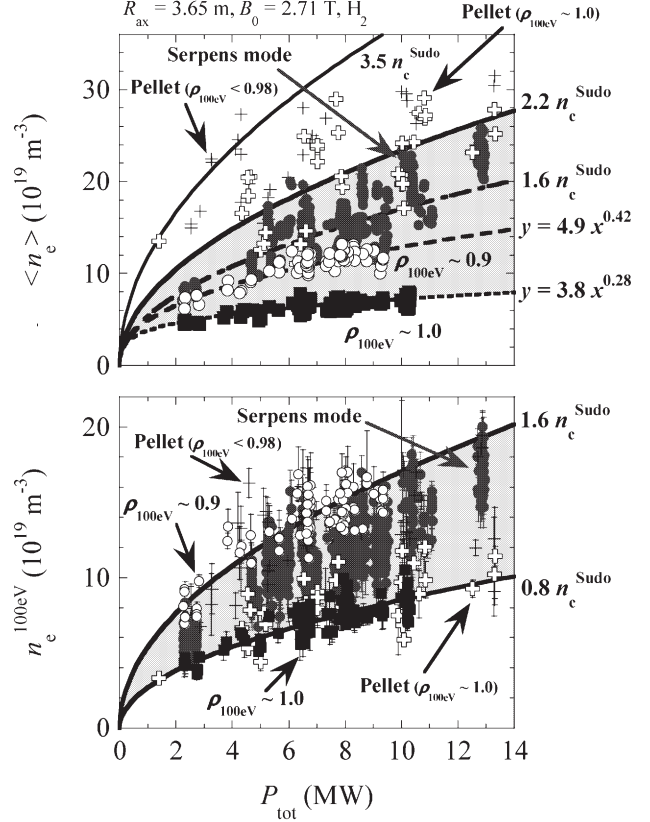 R_ax = 3.65 m, B_0 = 2.71 T, H_2
Pellet (ρ_100eV ~ 1.0)
Serpens mode
3.5 n_c^Sudo
Pellet (ρ_100eV < 0.98)
2.2 n_c^Sudo
1.6 n_c^Sudo
y = 4.9 x^0.42
ρ_100eV ~ 0.9
y = 3.8 x^0.28
ρ_100eV ~ 1.0
<n_e> (10^19 m^-3)
30
20
10
0
Serpens mode
1.6 n_c^Sudo
Pellet (ρ_100eV < 0.98)
ρ_100eV ~ 0.9
0.8 n_c^Sudo
Pellet (ρ_100eV ~ 1.0)
ρ_100eV ~ 1.0
n_e^100eV (10^19 m^-3)
20
10
0
0 2 4 6 8 10 12 14
P_tot (MW)